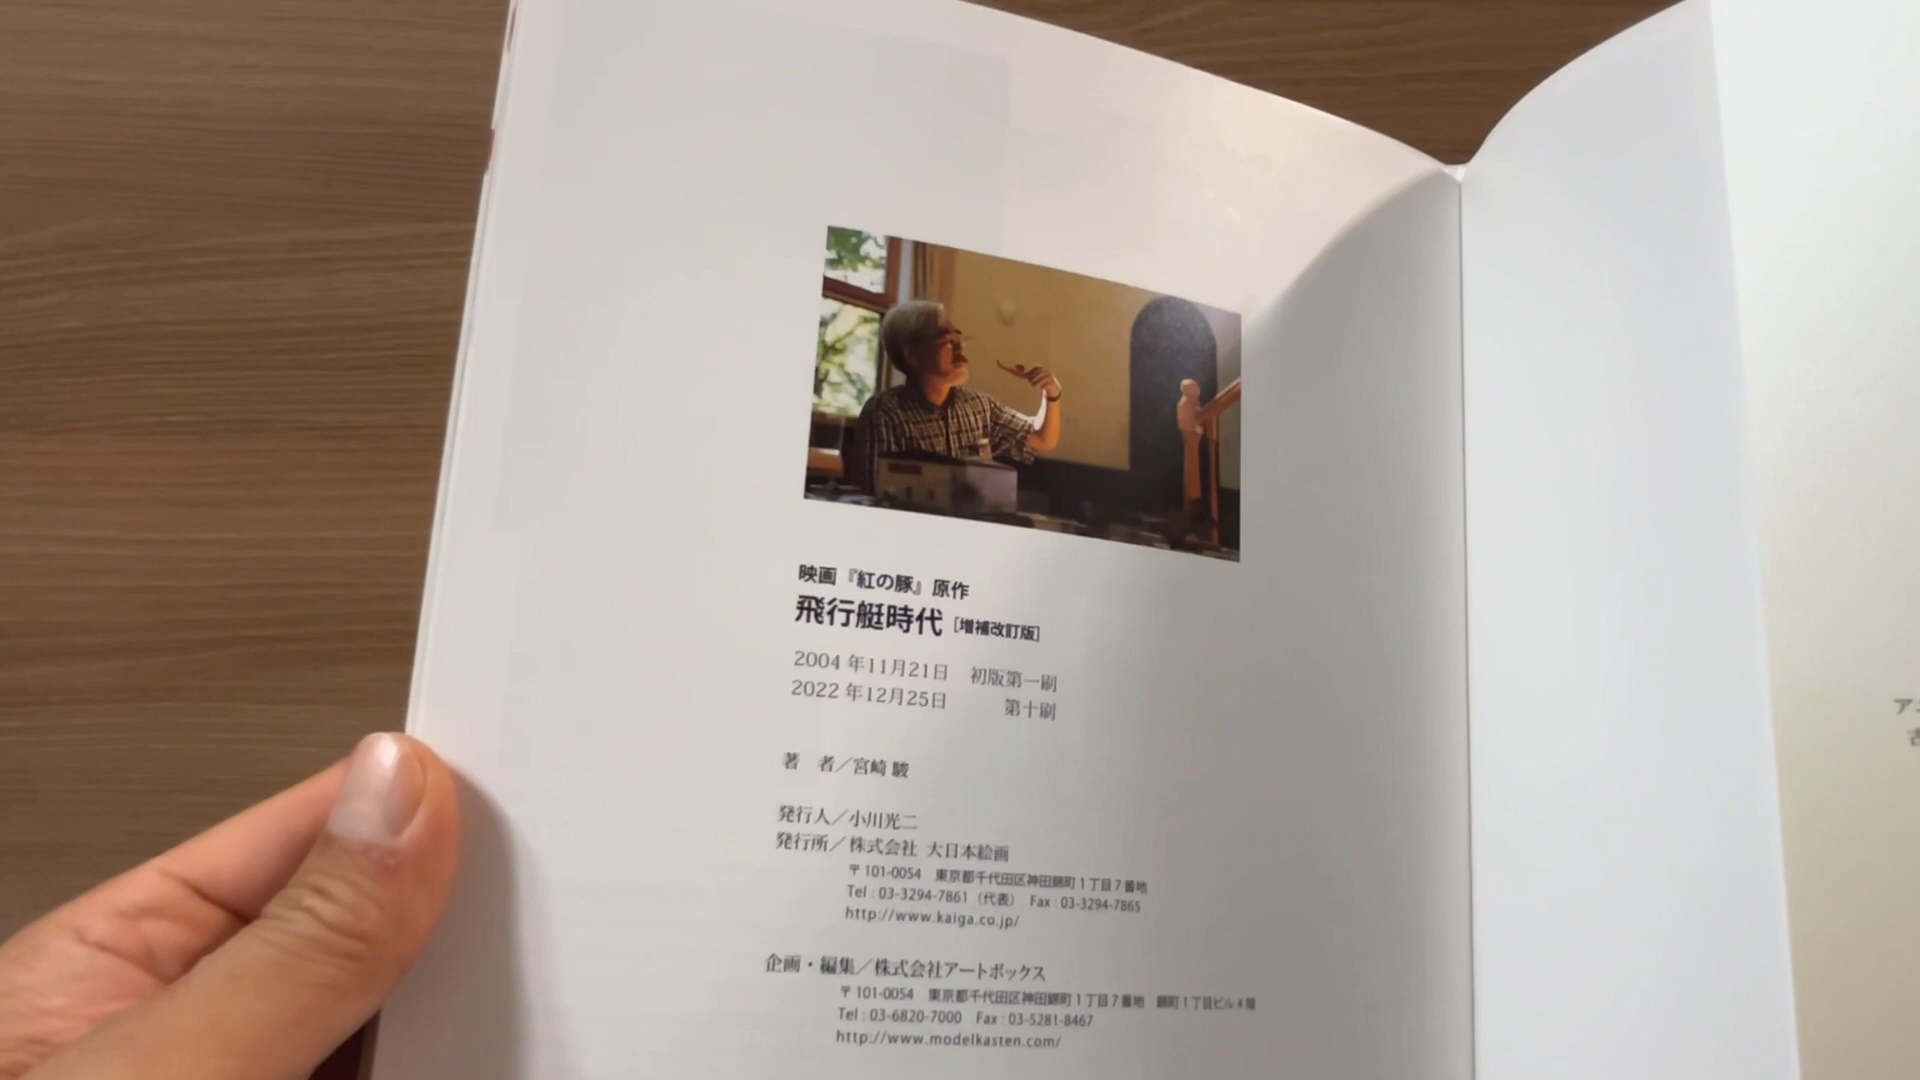 映画『紅の豚』原作
飛行艇時代［増補改訂版］
2004年11月21日　初版第一刷
2022年12月25日　第十刷
著　者／宮崎 駿
発行人／小川光二
発行所／株式会社 大日本絵画
〒101-0054　東京都千代田区神田錦町1丁目7番地
Tel : 03-3294-7861（代表）　Fax : 03-3294-7865
http://www.kaiga.co.jp/
企画・編集／株式会社アートボックス
〒101-0054　東京都千代田区神田錦町1丁目7番地　錦町1丁目ビル4階
Tel : 03-6820-7000　Fax : 03-5281-8467
http://www.modelkasten.com/